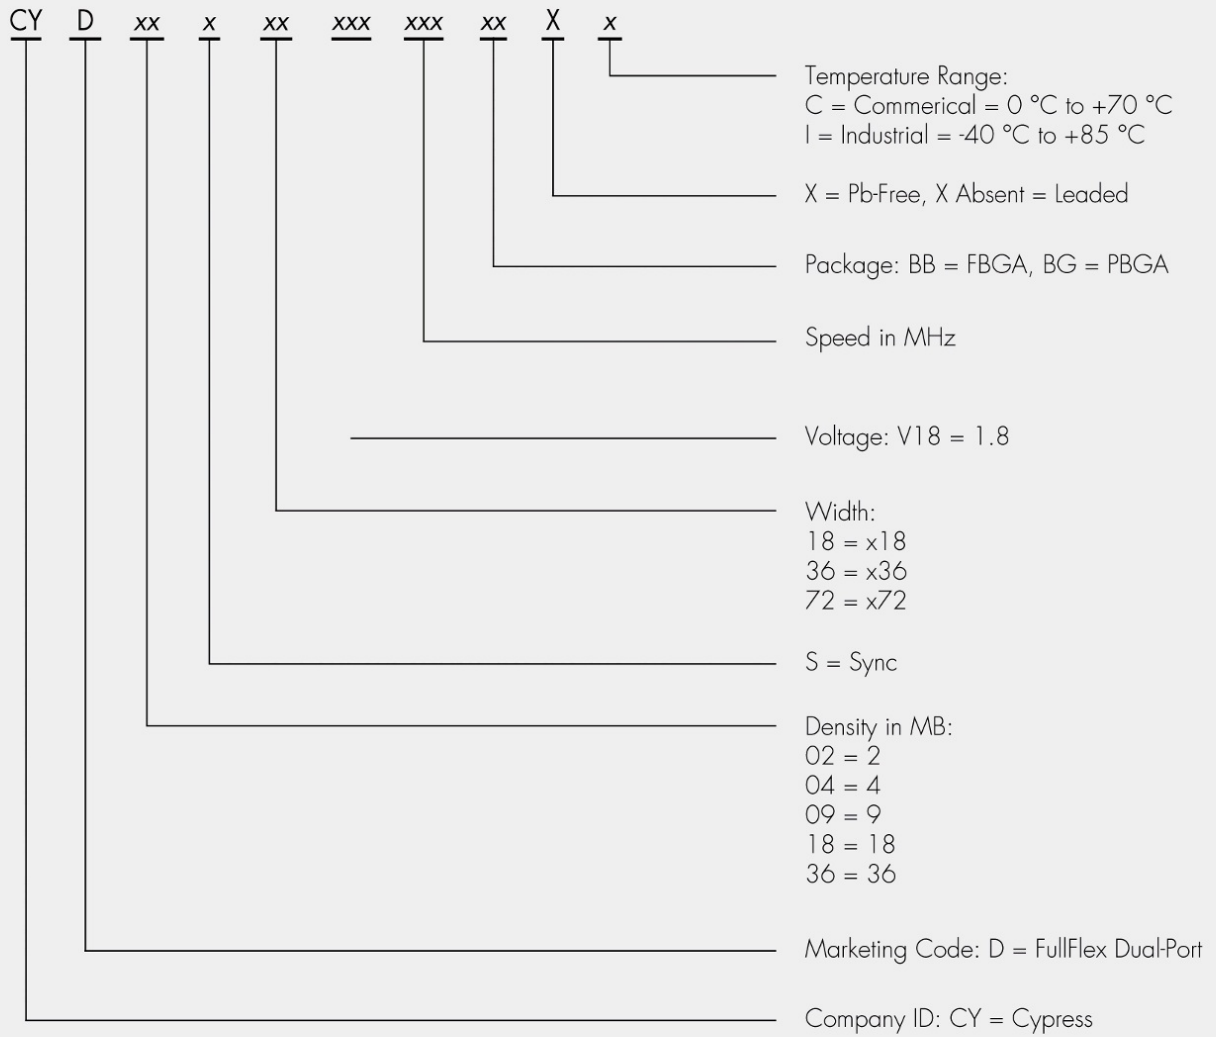 CY D xx x xx xxx xxx xx X x
Temperature Range:
C = Commerical = 0 °C to +70 °C
I = Industrial = -40 °C to +85 °C
X = Pb-Free, X Absent = Leaded
Package: BB = FBGA, BG = PBGA
Speed in MHz
Voltage: V18 = 1.8
Width:
18 = x18
36 = x36
72 = x72
S = Sync
Density in MB:
02 = 2
04 = 4
09 = 9
18 = 18
36 = 36
Marketing Code: D = FullFlex Dual-Port
Company ID: CY = Cypress